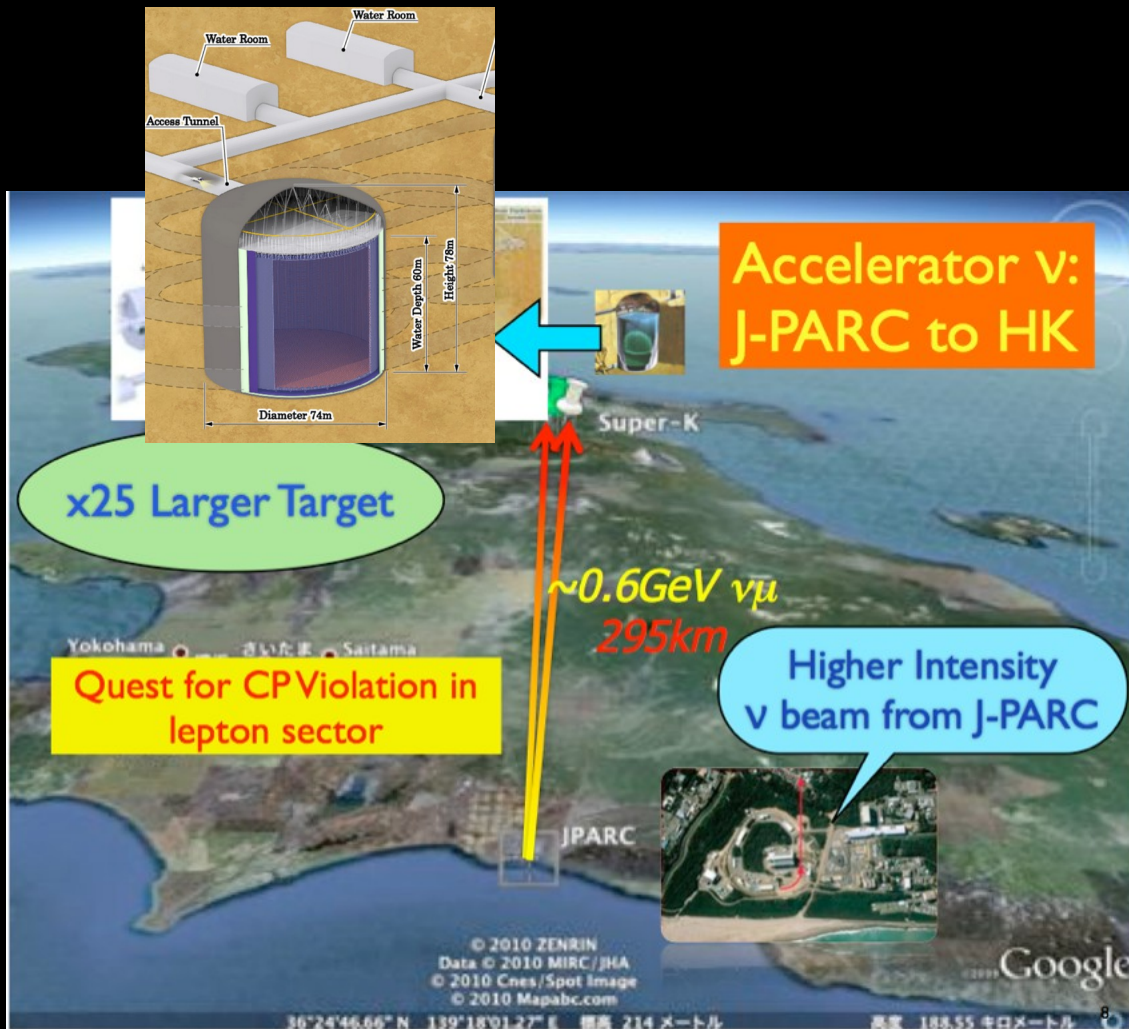 Water Room
Water Room
Access Tunnel
Water Depth 60m
Height 78m
Diameter 74m
Accelerator ν:
J-PARC to HK
Super-K
x25 Larger Target
~0.6GeV νμ
295km
Yokohama
さいたま
Saitama
Quest for CP Violation in
lepton sector
Higher Intensity
ν beam from J-PARC
JPARC
© 2010 ZENRIN
Data © 2010 MIRC/JHA
© 2010 Cnes/Spot Image
© 2010 Mapabc.com
Google
36°24'46.66" N 139°18'01.27" E 標高 214 メートル
高度 188.55 キロメートル
8